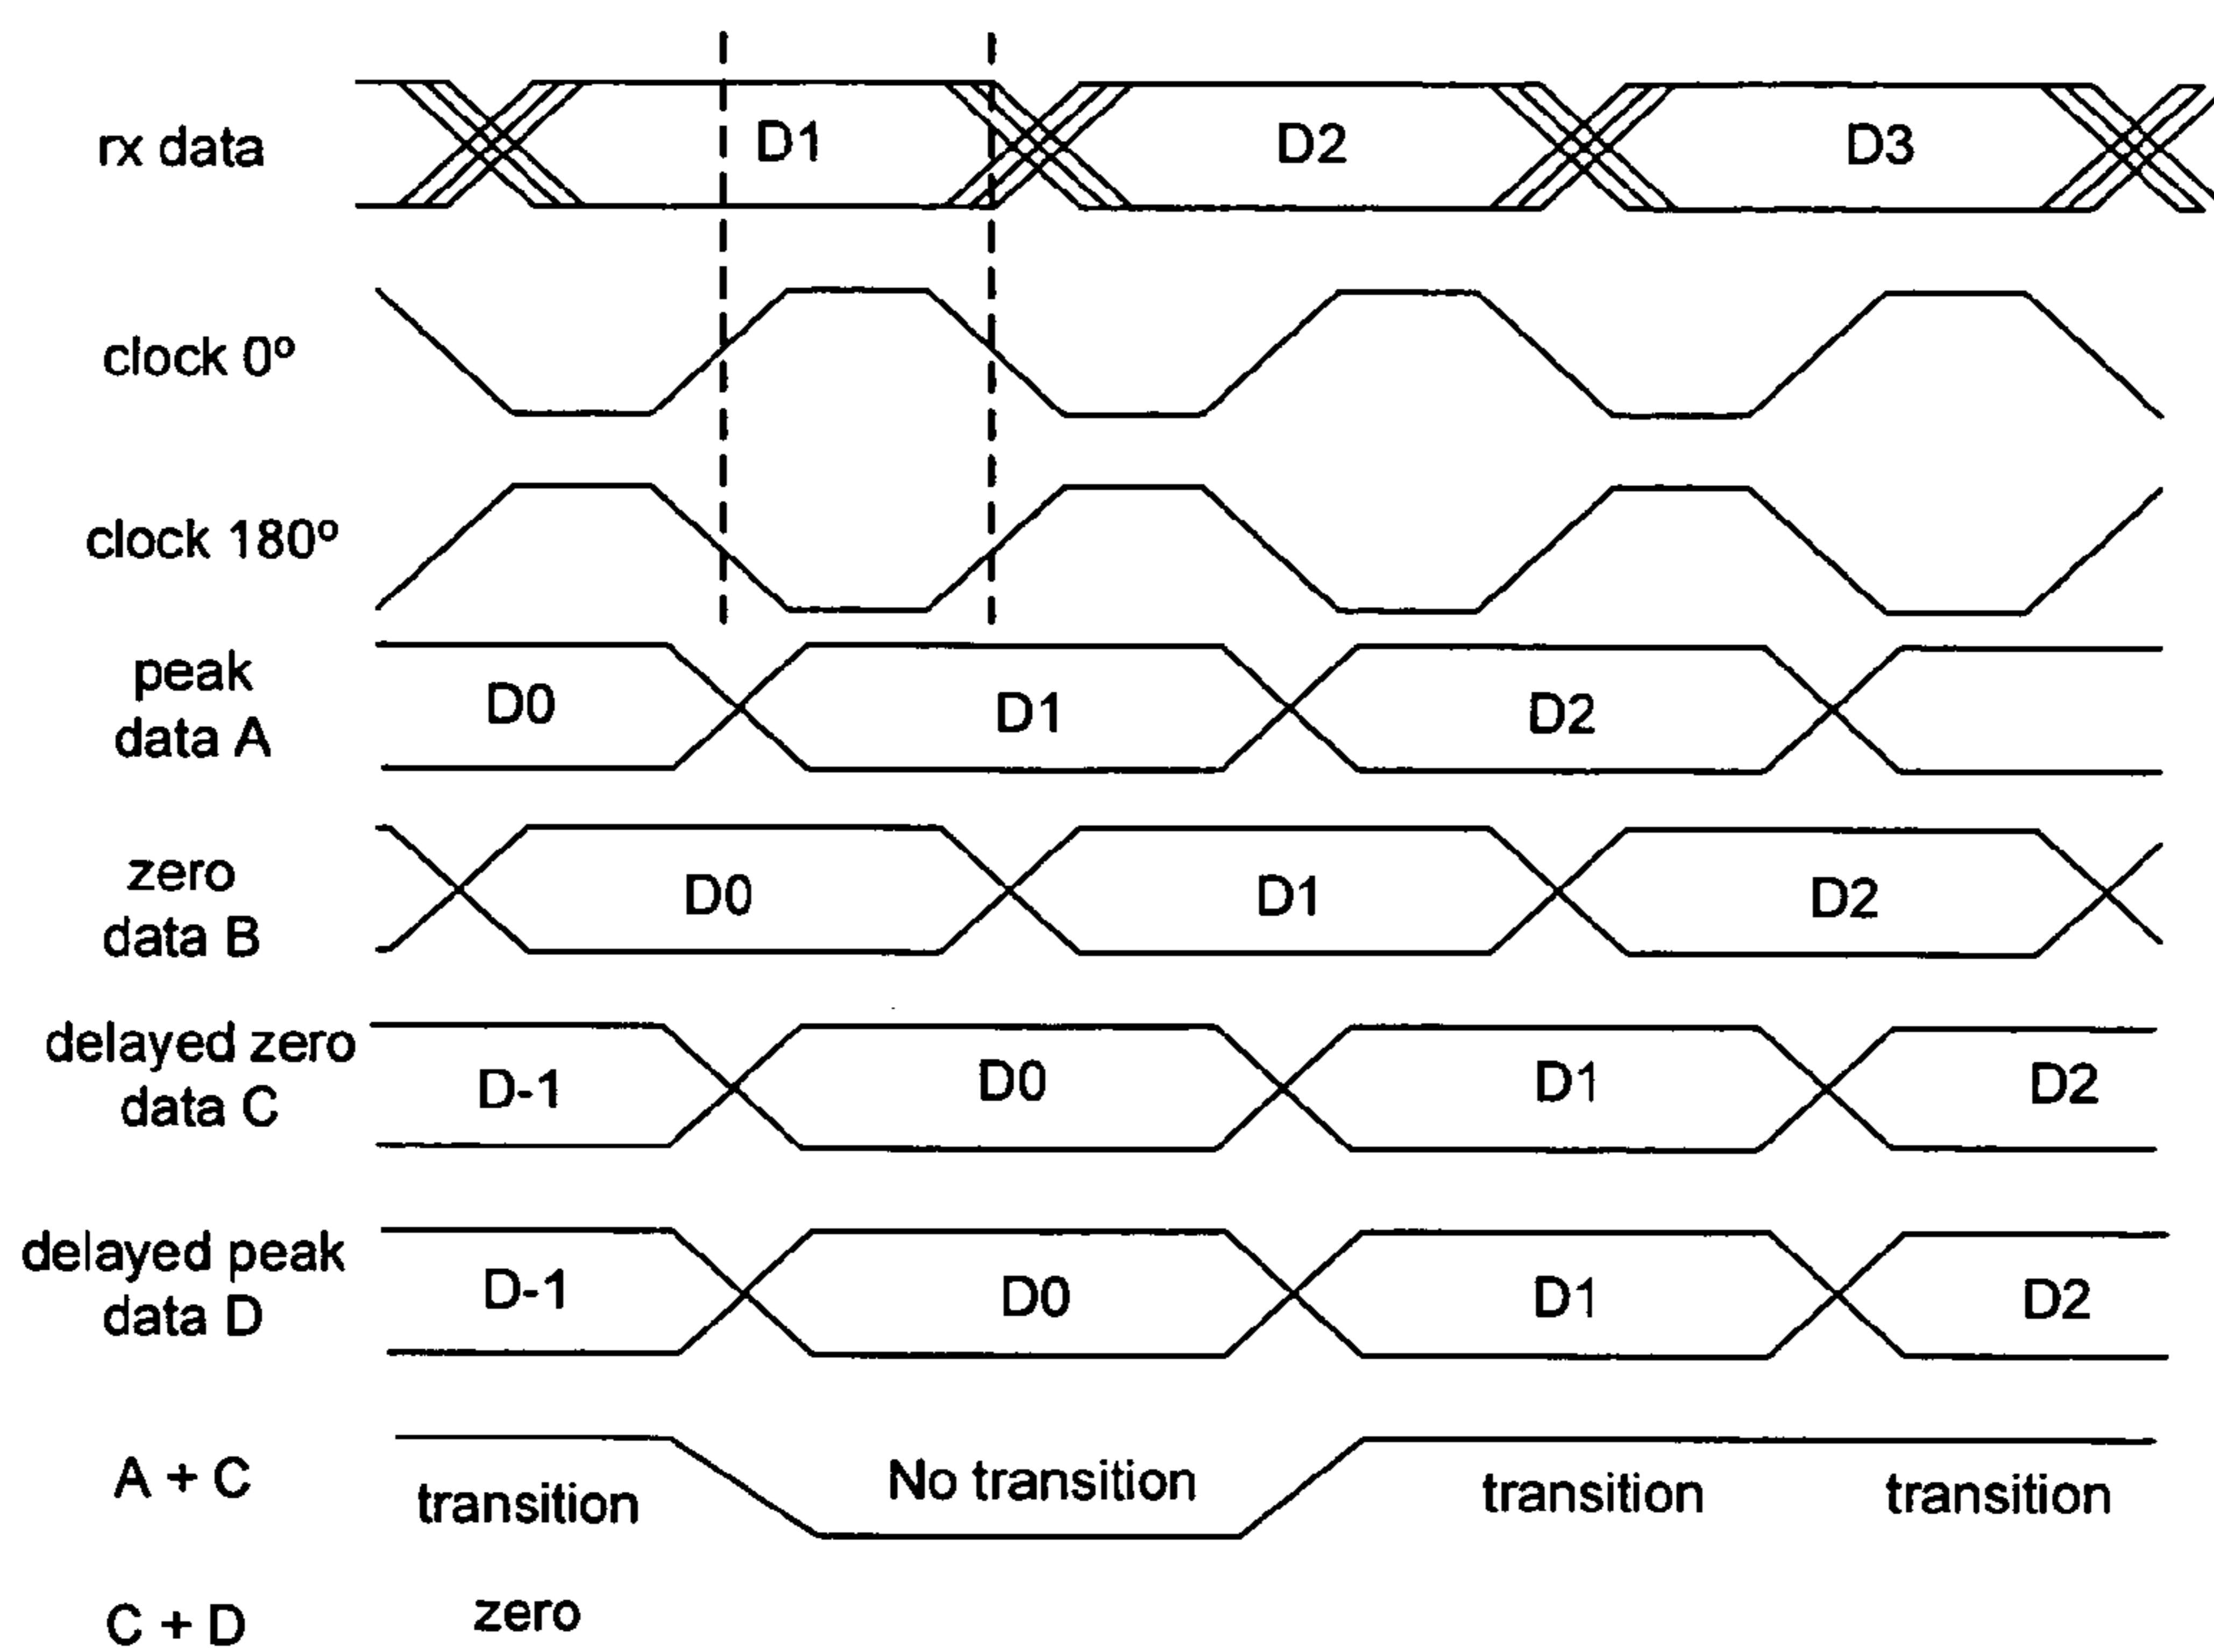 rx data D1 D2 D3
clock 0º
clock 180º
peak
data A
D0 D1 D2
zero
data B
D0 D1 D2
delayed zero
data C
D-1 D0 D1 D2
delayed peak
data D
D-1 D0 D1 D2
A + C
transition No transition transition transition
C + D zero